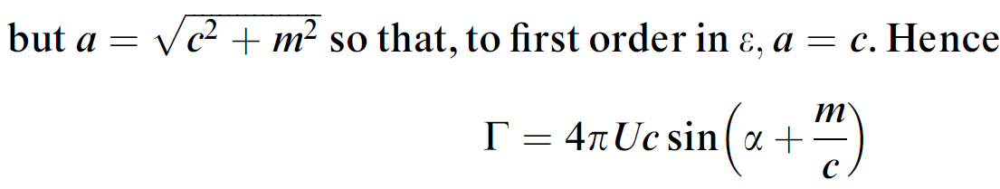 but a = √c² + m² so that, to first order in ε, a = c. Hence
Γ = 4πUc sin(α + m/c)